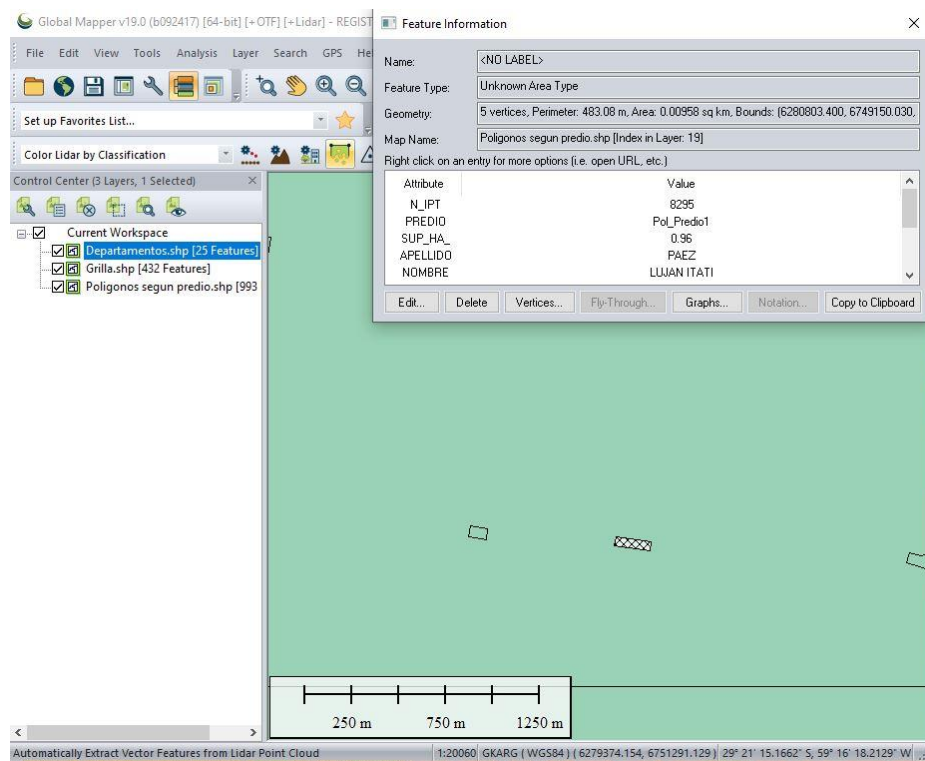 Global Mapper v19.0 (b092417) [64-bit] [+OTF] [+Lidar] - REGIST
File Edit View Tools Analysis Layer Search GPS He
Set up Favorites List...
Color Lidar by Classification
Control Center (3 Layers, 1 Selected)
Current Workspace
Departamentos.shp [25 Features]
Grilla.shp [432 Features]
Poligonos segun predio.shp [993
Feature Information
Name: <NO LABEL>
Feature Type: Unknown Area Type
Geometry: 5 vertices, Perimeter: 483.08 m, Area: 0.00958 sq km, Bounds: (6280803.400, 6749150.030,
Map Name: Poligonos segun predio.shp [Index in Layer: 19]
Right click on an entry for more options (i.e. open URL, etc.)
Attribute Value
N_IPT 8295
PREDIO Pol_Predio1
SUP_HA_ 0.96
APELLIDO PAEZ
NOMBRE LUJAN ITATI
Edit... Delete Vertices... Fly-Through... Graphs... Notation... Copy to Clipboard
250 m 750 m 1250 m
Automatically Extract Vector Features from Lidar Point Cloud
1:20060 GKARG ( WGS84 ) ( 6279374.154, 6751291.129 ) 29° 21' 15.1662" S, 59° 16' 18.2129" W